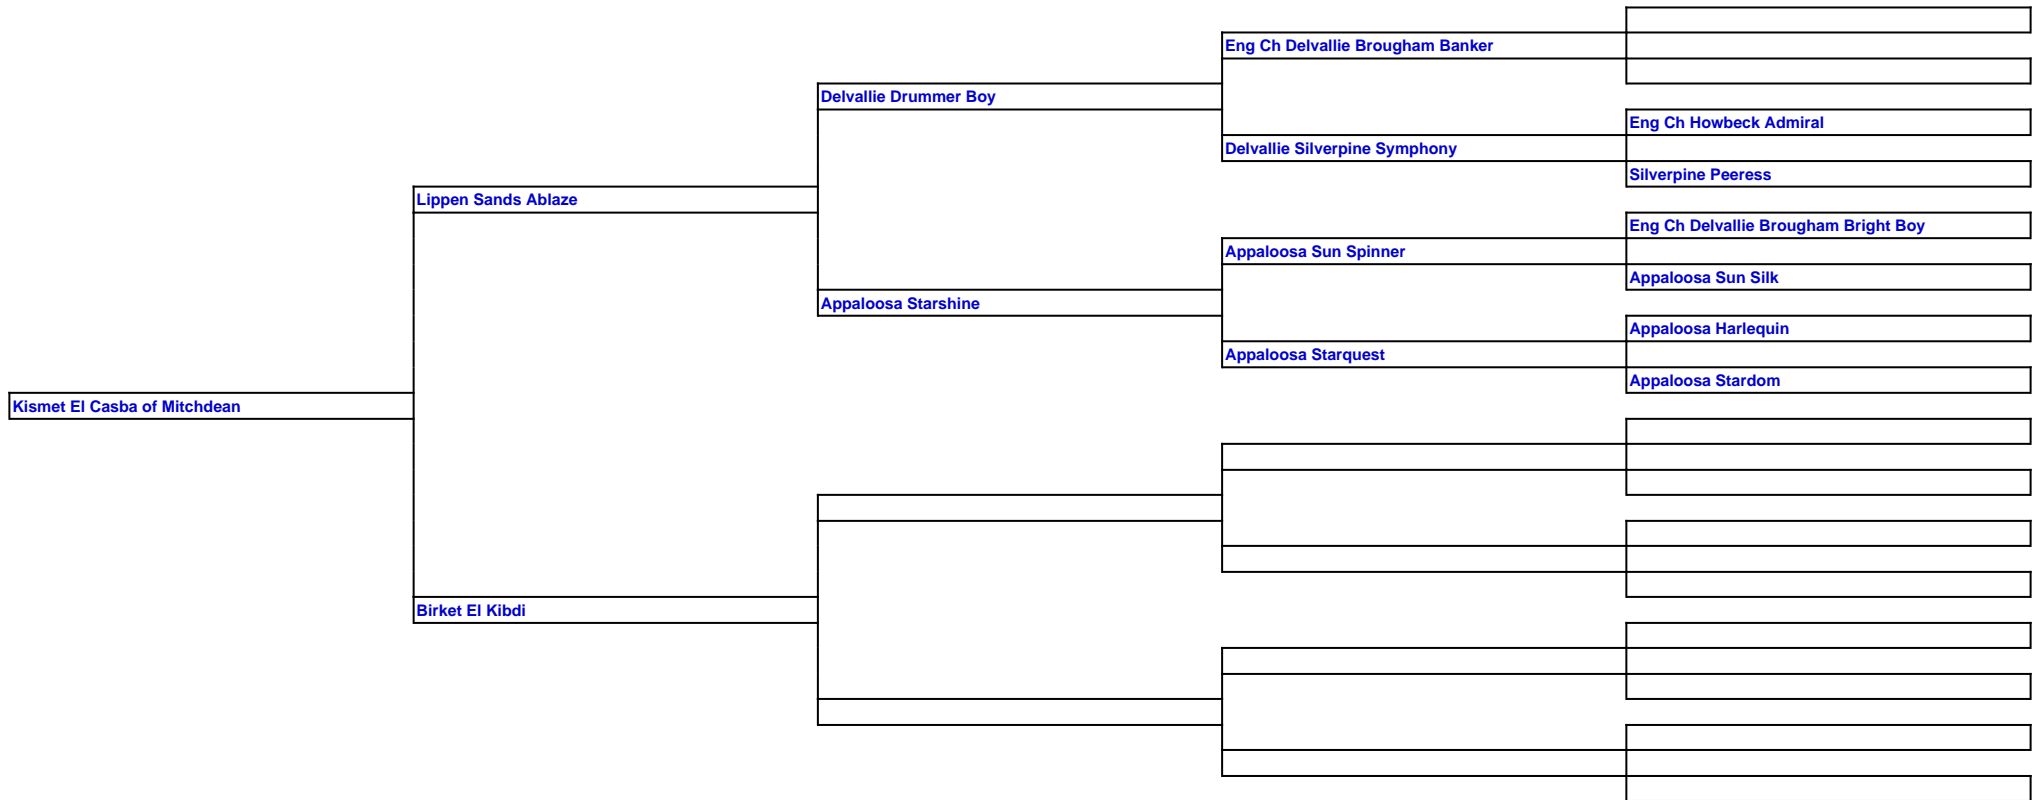 Eng Ch Delvallie Brougham Banker
Delvallie Drummer Boy
Eng Ch Howbeck Admiral
Delvallie Silverpine Symphony
Silverpine Peeress
Lippen Sands Ablaze
Eng Ch Delvallie Brougham Bright Boy
Appaloosa Sun Spinner
Appaloosa Sun Silk
Appaloosa Starshine
Appaloosa Harlequin
Appaloosa Starquest
Appaloosa Stardom
Kismet El Casba of Mitchdean
Birket El Kibdi